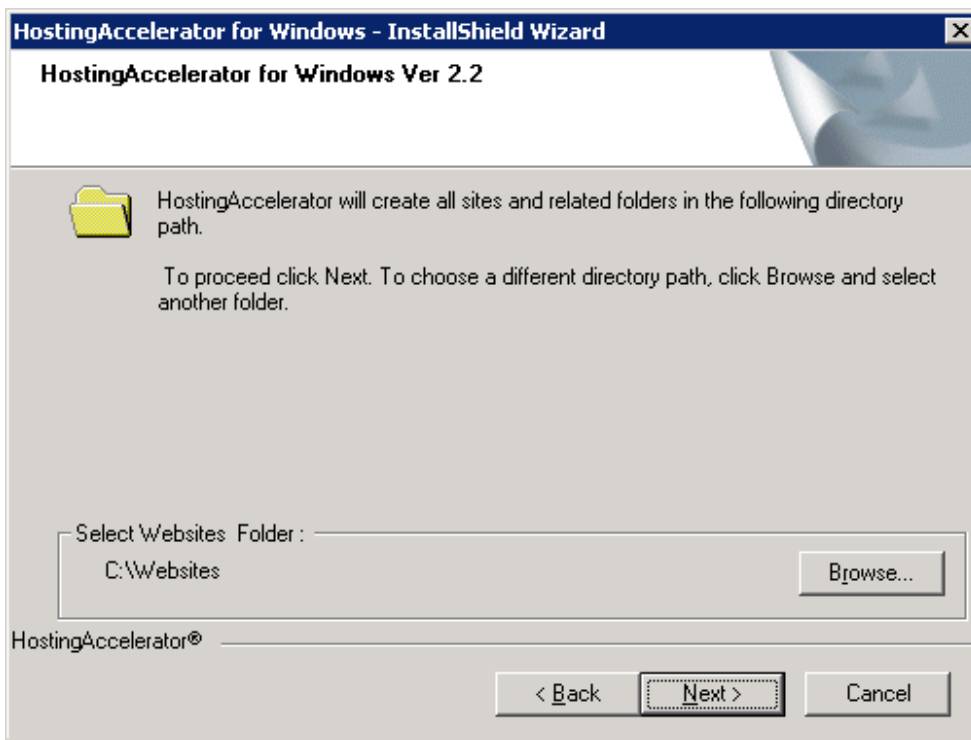 HostingAccelerator for Windows - InstallShield Wizard
HostingAccelerator for Windows Ver 2.2
HostingAccelerator will create all sites and related folders in the following directory
path.
To proceed click Next. To choose a different directory path, click Browse and select
another folder.
Select Websites Folder :
C:\Websites
Browse...
HostingAccelerator®
< Back
Next >
Cancel